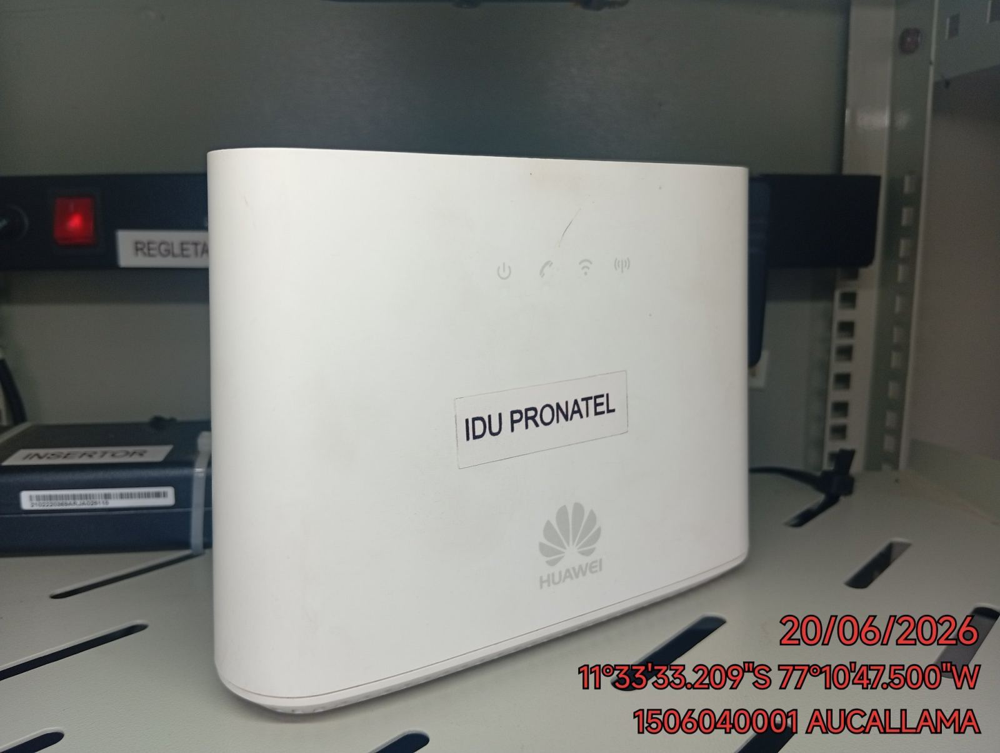 REGLETA
IDU PRONATEL
INSERTOR
HUAWEI
20/06/2026
11°33'33.209"S 77°10'47.500"W
1506040001 AUCALLAMA